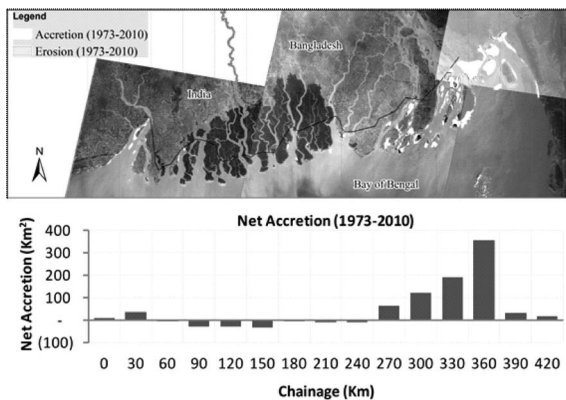 Legend
Accretion (1973-2010)
Erosion (1973-2010)
Bangladesh
India
N
Bay of Bengal
Net Accretion (1973-2010)
Net Accretion (Km²)
400
300
200
100
-
(100)
0 30 60 90 120 150 180 210 240 270 300 330 360 390 420
Chainage (Km)